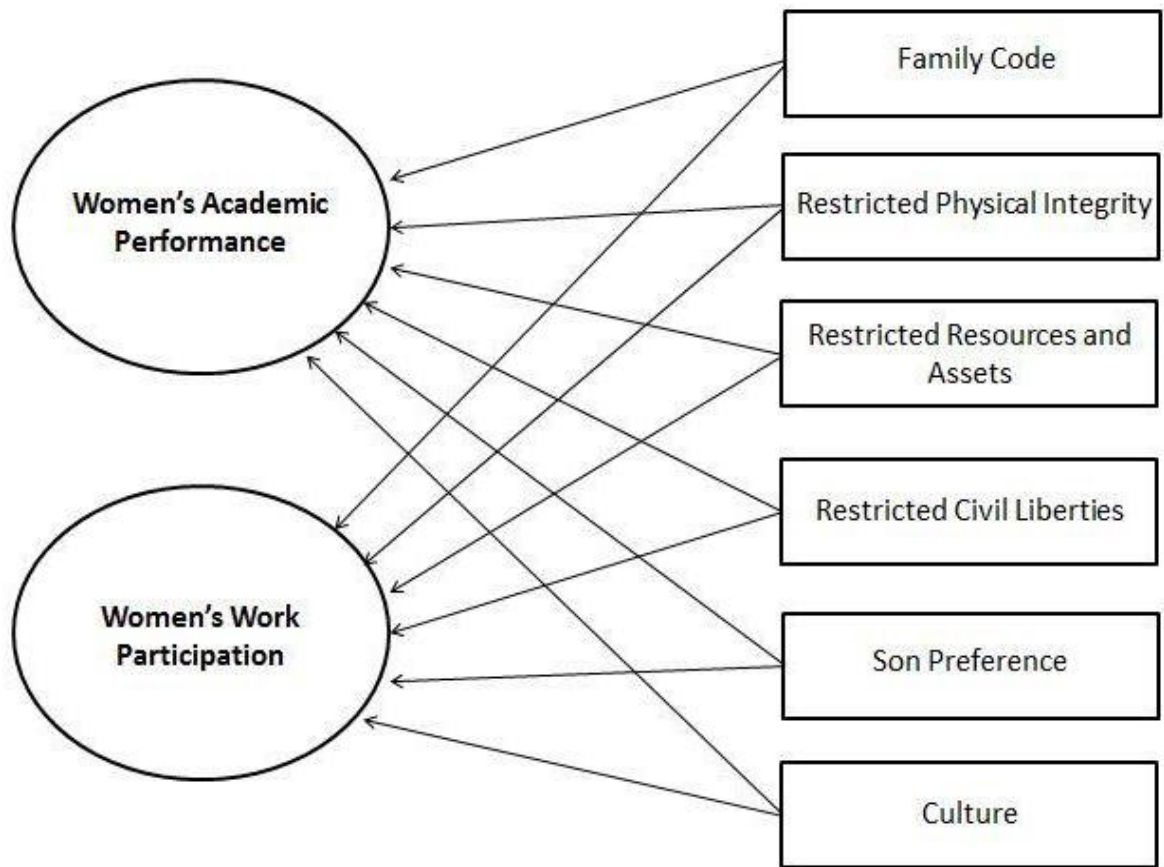 Women’s Academic
Performance
Women’s Work
Participation
Family Code
Restricted Physical Integrity
Restricted Resources and
Assets
Restricted Civil Liberties
Son Preference
Culture